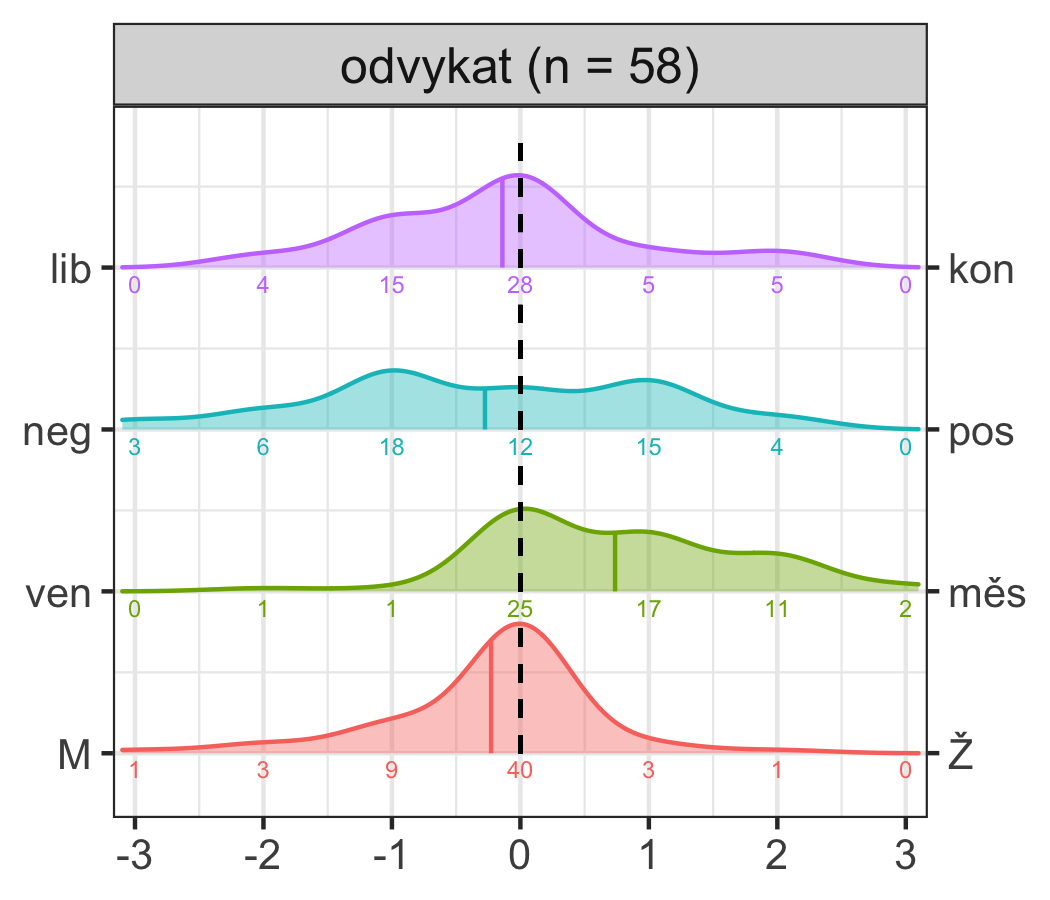 odvykat (n = 58)
lib kon
0 4 15 28 5 5 0
neg pos
3 6 18 12 15 4 0
ven měs
0 1 1 25 17 11 2
M Ž
1 3 9 40 3 1 0
-3 -2 -1 0 1 2 3